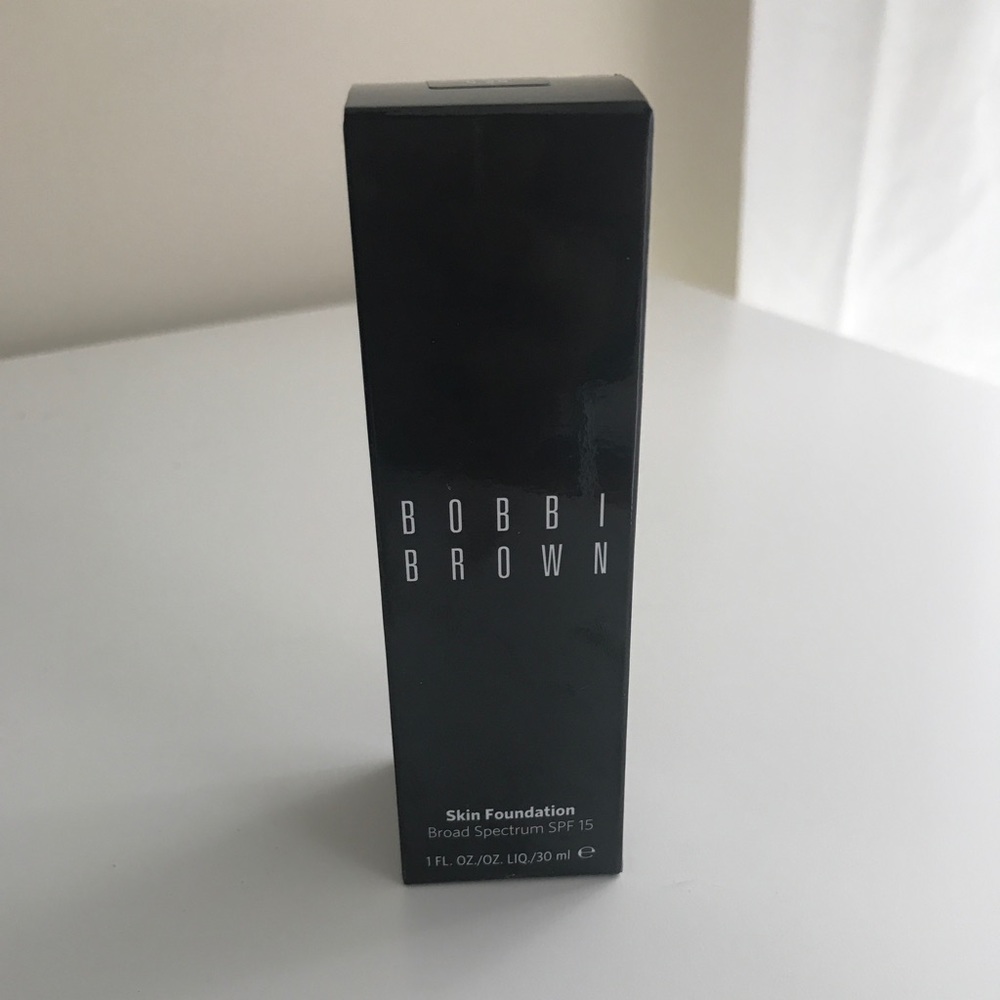 BOBBI
BROWN
Skin Foundation
Broad Spectrum SPF 15
1 FL. OZ./OZ. LIQ./30 ml ℮